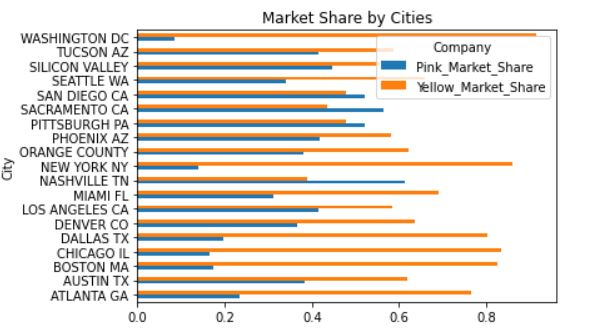 Market Share by Cities
WASHINGTON DC
TUCSON AZ
SILICON VALLEY
SEATTLE WA
SAN DIEGO CA
SACRAMENTO CA
PITTSBURGH PA
PHOENIX AZ
ORANGE COUNTY
NEW YORK NY
NASHVILLE TN
MIAMI FL
LOS ANGELES CA
DENVER CO
DALLAS TX
CHICAGO IL
BOSTON MA
AUSTIN TX
ATLANTA GA
City
Company
Pink_Market_Share
Yellow_Market_Share
0.0 0.2 0.4 0.6 0.8